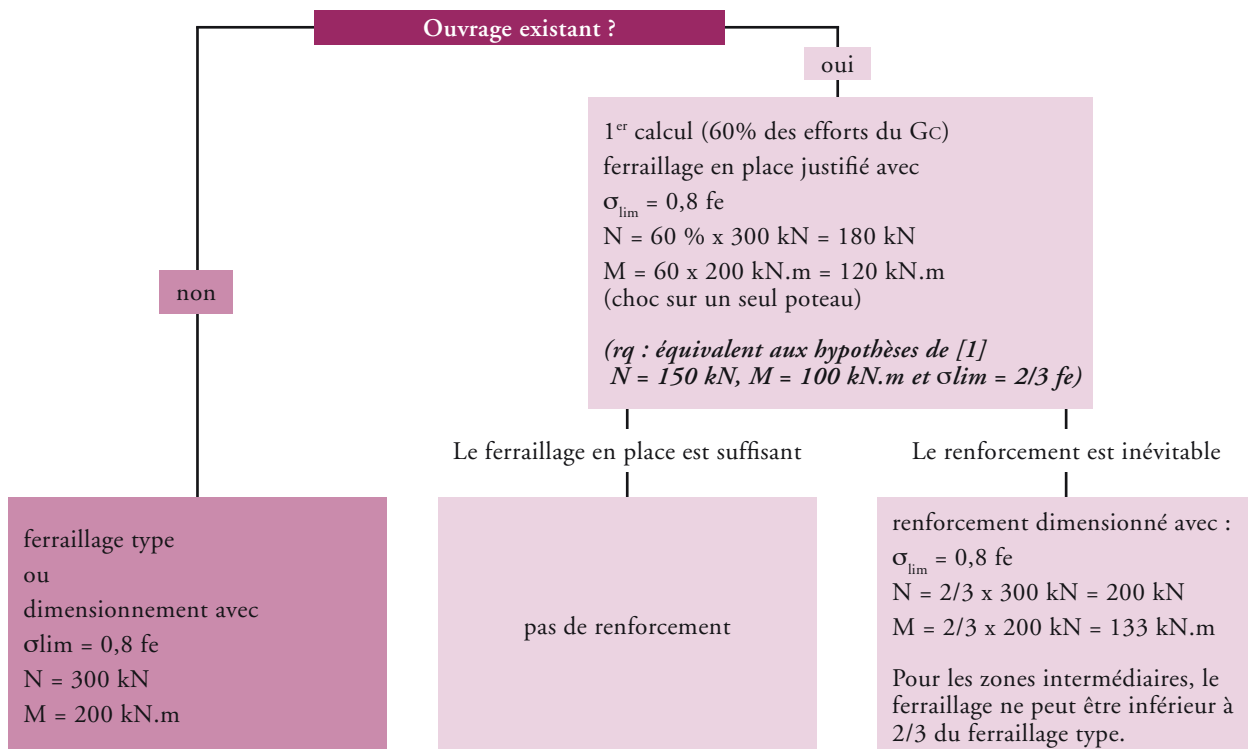 Ouvrage existant ?
oui
1er calcul (60% des efforts du GC)
ferraillage en place justifié avec
σlim = 0,8 fe
N = 60 % x 300 kN = 180 kN
M = 60 x 200 kN.m = 120 kN.m
(choc sur un seul poteau)
(rq : équivalent aux hypothèses de [1]
N = 150 kN, M = 100 kN.m et σlim = 2/3 fe)
non
Le ferraillage en place est suffisant
Le renforcement est inévitable
ferraillage type
ou
dimensionnement avec
σlim = 0,8 fe
N = 300 kN
M = 200 kN.m
pas de renforcement
renforcement dimensionné avec :
σlim = 0,8 fe
N = 2/3 x 300 kN = 200 kN
M = 2/3 x 200 kN = 133 kN.m
Pour les zones intermédiaires, le
ferraillage ne peut être inférieur à
2/3 du ferraillage type.